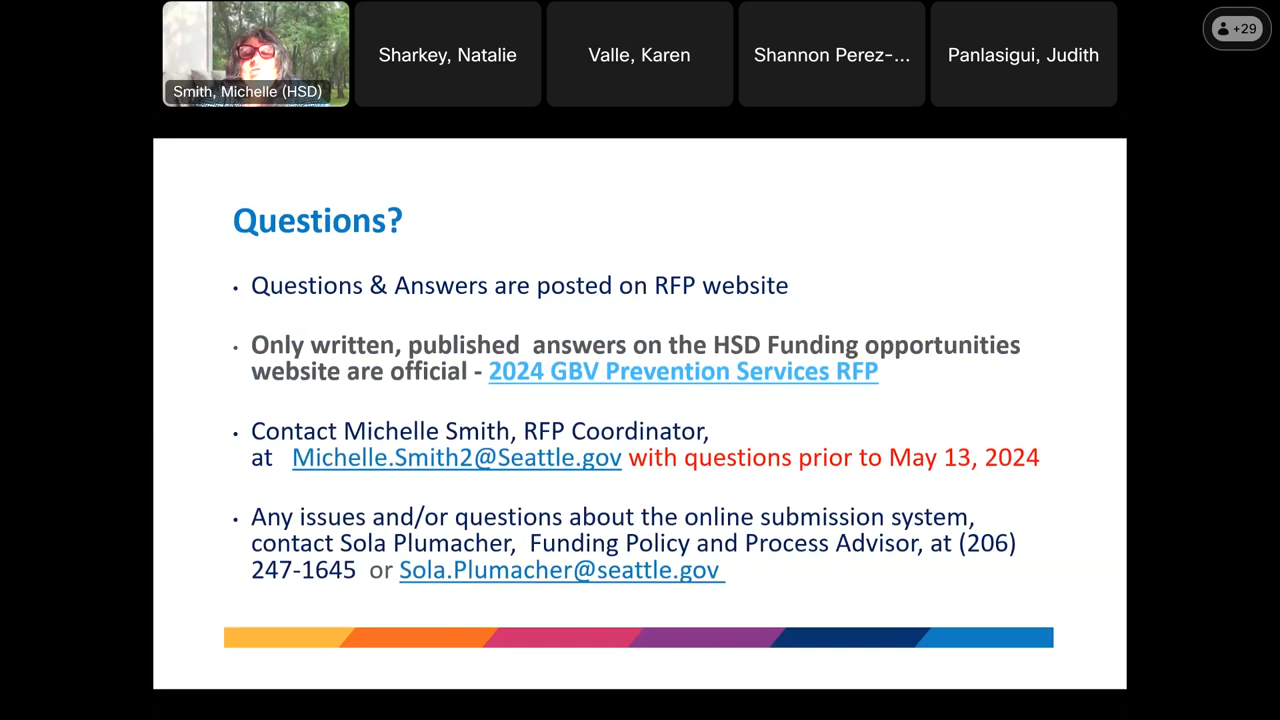 Smith, Michelle (HSD)
Sharkey, Natalie
Valle, Karen
Shannon Perez-...
Panlasigui, Judith
+29
Questions?
• Questions & Answers are posted on RFP website
• Only written, published answers on the HSD Funding opportunities
website are official - 2024 GBV Prevention Services RFP
• Contact Michelle Smith, RFP Coordinator,
at Michelle.Smith2@Seattle.gov with questions prior to May 13, 2024
• Any issues and/or questions about the online submission system,
contact Sola Plumacher, Funding Policy and Process Advisor, at (206)
247-1645 or Sola.Plumacher@seattle.gov